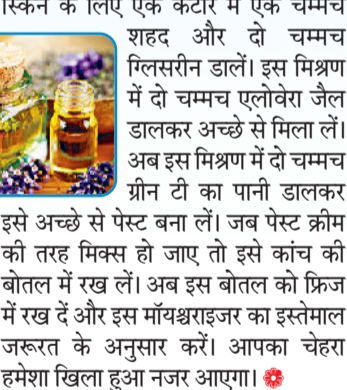 स्किन के लिए एक कटोरे में एक चम्मच
शहद और दो चम्मच
ग्लिसरीन डालें। इस मिश्रण
में दो चम्मच एलोवेरा जैल
डालकर अच्छे से मिला लें।
अब इस मिश्रण में दो चम्मच
ग्रीन टी का पानी डालकर
इसे अच्छे से पेस्ट बना लें। जब पेस्ट क्रीम
की तरह मिक्स हो जाए तो इसे कांच की
बोतल में रख लें। अब इस बोतल को फ्रिज
में रख दें और इस मॉयश्चराइजर का इस्तेमाल
जरूरत के अनुसार करें। आपका चेहरा
हमेशा खिला हुआ नजर आएगा।